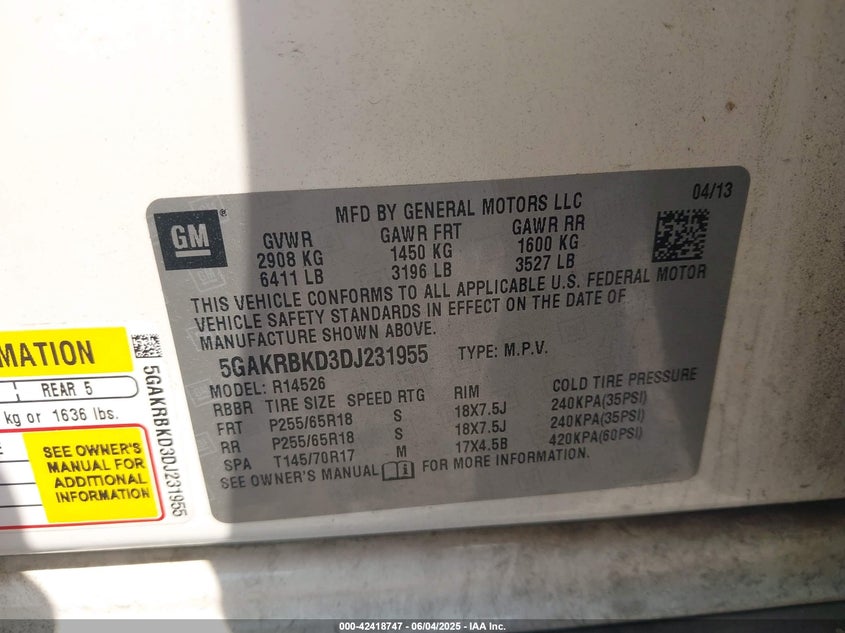 04/13
GM®
MFD BY GENERAL MOTORS LLC
GVWR GAWR FRT GAWR RR
2908 KG 1450 KG 1600 KG
6411 LB 3196 LB 3527 LB
THIS VEHICLE CONFORMS TO ALL APPLICABLE U.S. FEDERAL MOTOR
VEHICLE SAFETY STANDARDS IN EFFECT ON THE DATE OF
MANUFACTURE SHOWN ABOVE.
5GAKRBKD3DJ231955 TYPE: M.P.V.
MODEL: R14526
RBBR TIRE SIZE SPEED RTG RIM COLD TIRE PRESSURE
FRT P255/65R18 S 18X7.5J 240KPA(35PSI)
RR P255/65R18 S 18X7.5J 240KPA(35PSI)
SPA T145/70R17 M 17X4.5B 420KPA(60PSI)
SEE OWNER'S MANUAL FOR MORE INFORMATION.
MATION
REAR 5
kg or 1636 lbs.
SEE OWNER'S
MANUAL FOR
ADDITIONAL
INFORMATION
5GAKRBKD3DJ231955
000-42418747 - 06/04/2025 - IAA Inc.